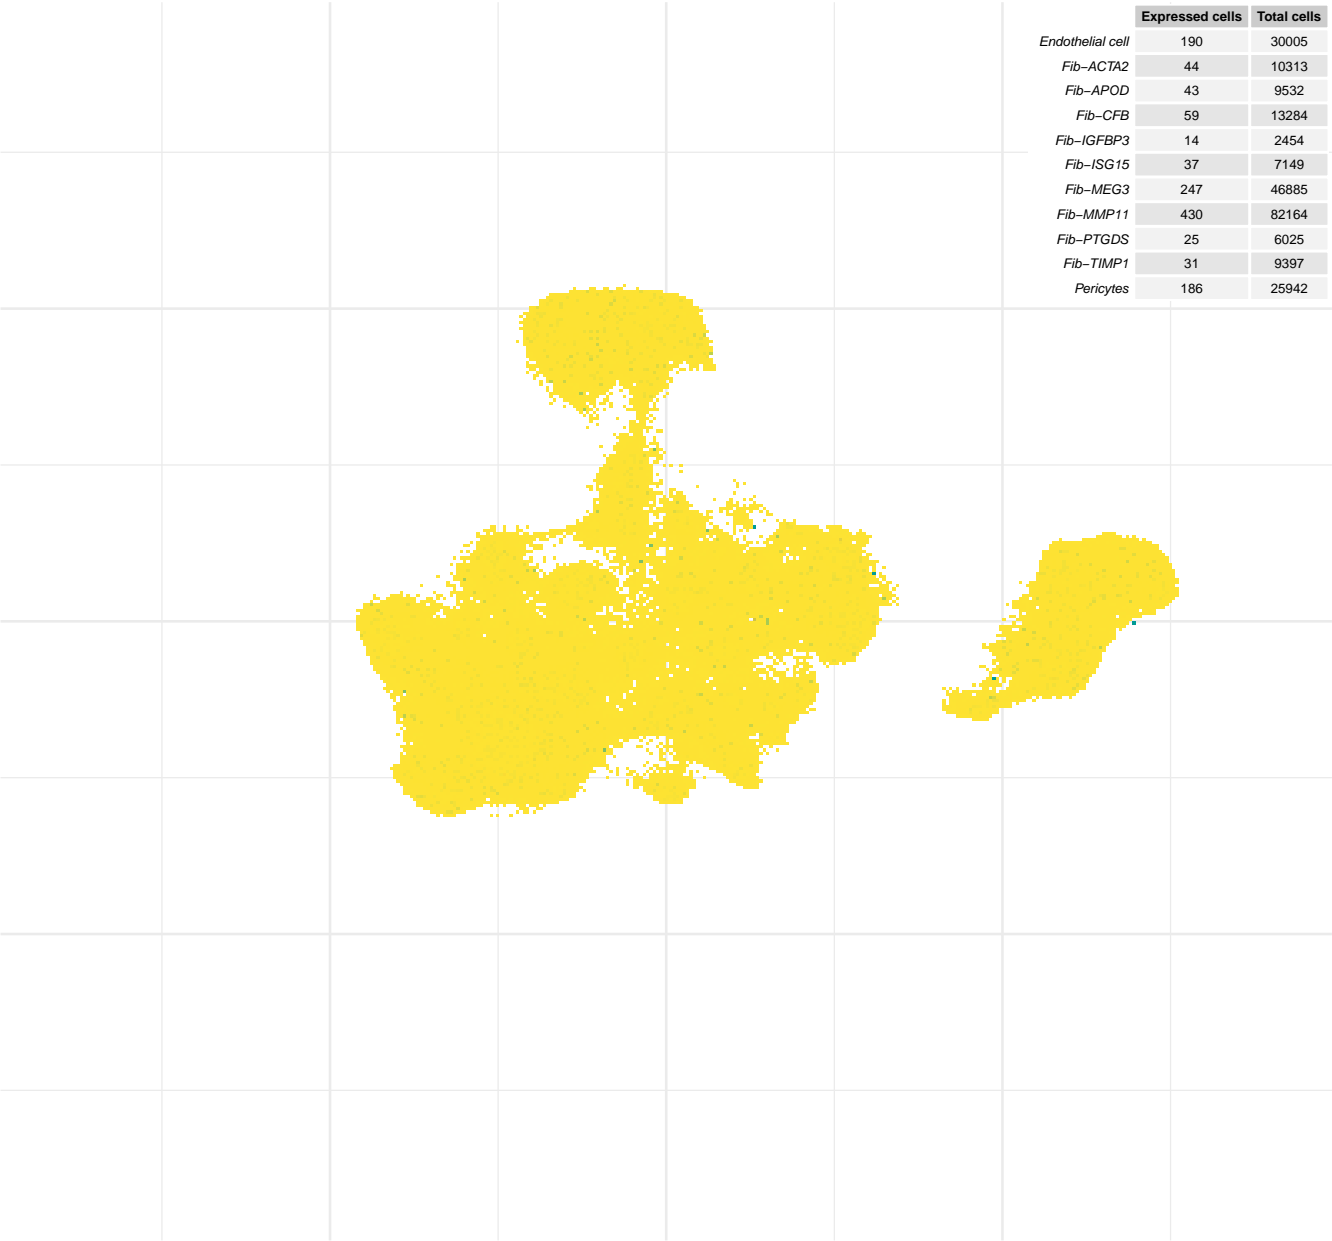 Expressed cells Total cells
Endothelial cell 190 30005
Fib−ACTA2 44 10313
Fib−APOD 43 9532
Fib−CFB 59 13284
Fib−IGFBP3 14 2454
Fib−ISG15 37 7149
Fib−MEG3 247 46885
Fib−MMP11 430 82164
Fib−PTGDS 25 6025
Fib−TIMP1 31 9397
Pericytes 186 25942